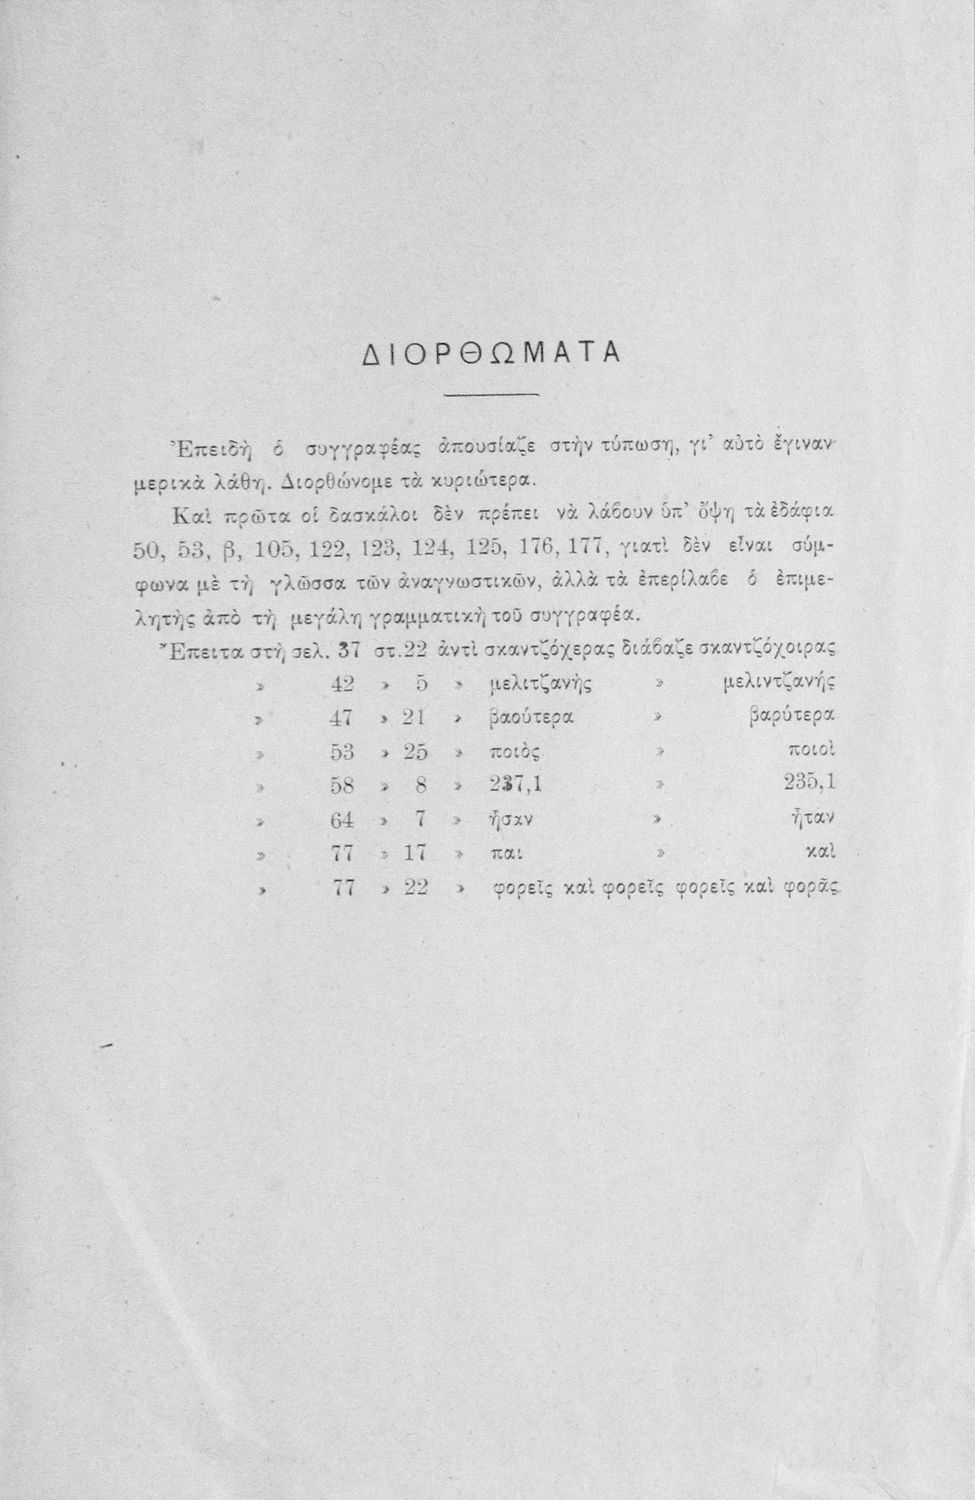 ΔΙΟΡΘΩΜΑΤΑ
Ἐπειδὴ ὁ συγγραφέας ἀπουσίαζε στὴν τύπωση, γι’ αὐτὸ ἔγιναν
μερικὰ λάθη. Διορθώνομε τὰ κυριώτερα.
Καὶ πρῶτα οἱ δασκάλοι δὲν πρέπει νὰ λάβουν ὑπ’ ὄψη τὰ ἐδάφια
50, 53, β, 105, 122, 123, 124, 125, 176, 177, γιατὶ δὲν εἶναι σύμ-
φωνα μὲ τὴ γλῶσσα τῶν ἀναγνωστικῶν, ἀλλὰ τὰ ἐπερίλαβε ὁ ἐπιμε-
λητὴς ἀπὸ τὴ μεγάλη γραμματικὴ τοῦ συγγραφέα.
Ἔπειτα στὴ σελ. 37 στ. 22 ἀντὶ σκαντζόχερας διάβαζε σκαντζόχοιρας
» 42 » 5 » μελιτζανὴς » μελιντζανής
» 47 » 21 » βαούτερα » βαρύτερα
» 53 » 25 » ποιὸς » ποιοὶ
» 58 » 8 » 237,1 » 235,1
» 64 » 7 » ἦσαν » ἦταν
» 77 » 17 » παι » καὶ
» 77 » 22 » φορεῖς καὶ φορεῖς φορεῖς καὶ φορᾶς.